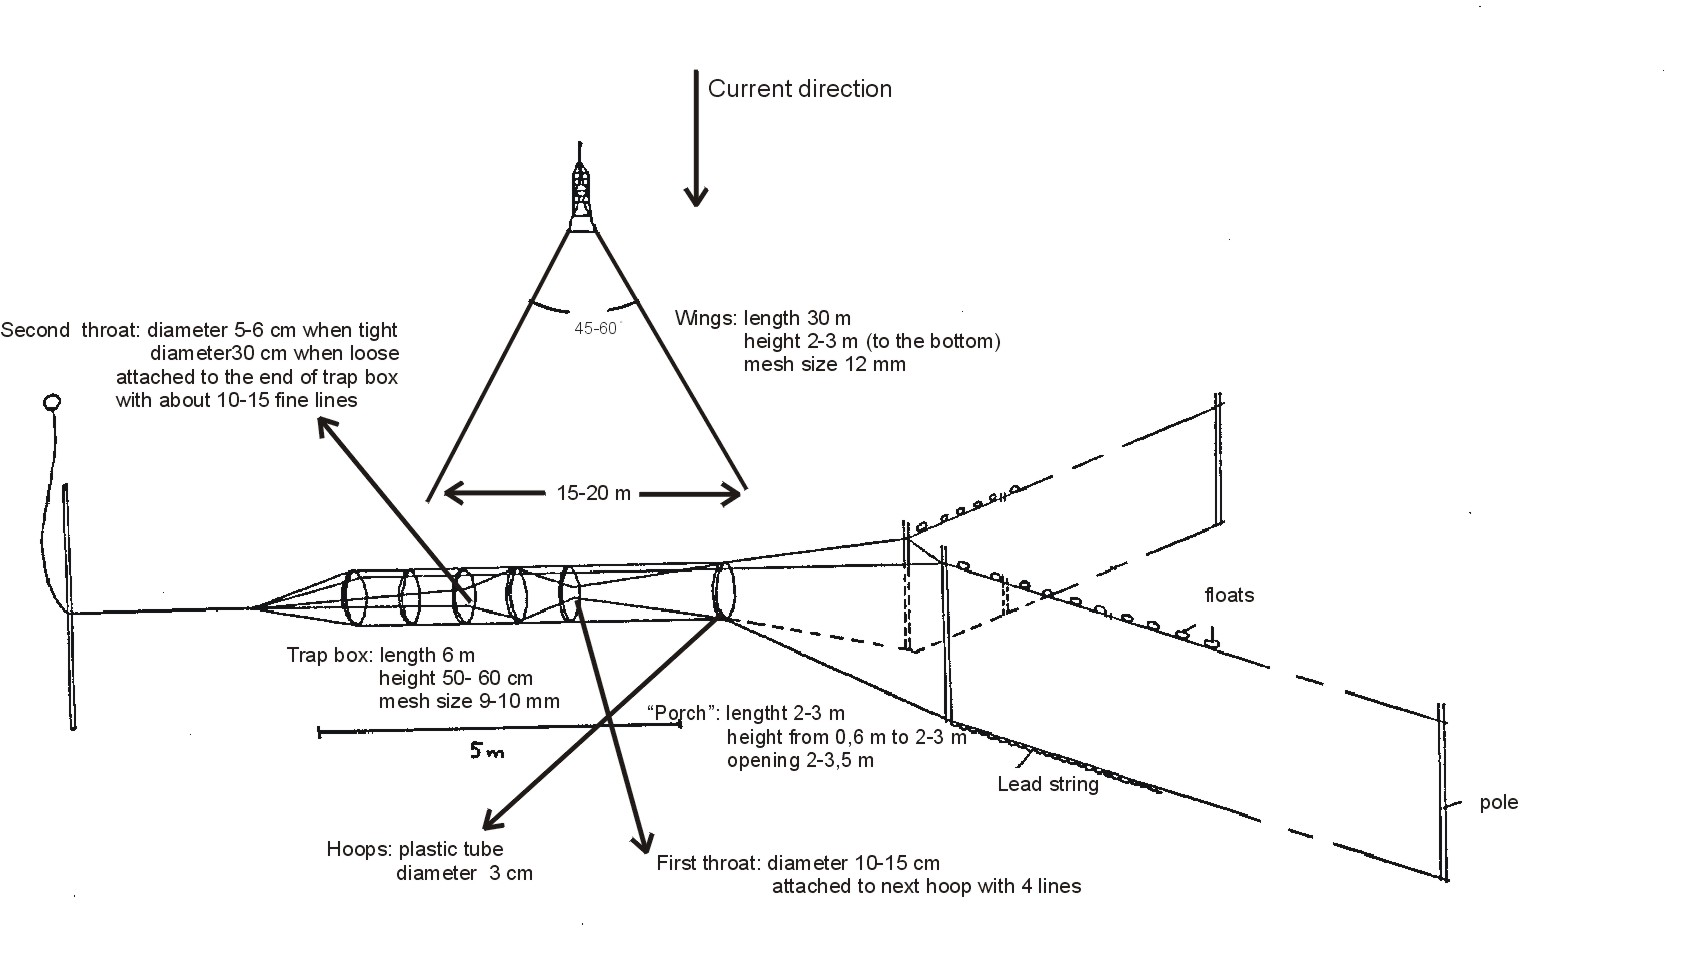 Current direction
45-60°
Wings: length 30 m
height 2-3 m (to the bottom)
mesh size 12 mm
Second throat: diameter 5-6 cm when tight
diameter30 cm when loose
attached to the end of trap box
with about 10-15 fine lines
15-20 m
floats
Trap box: length 6 m
height 50- 60 cm
mesh size 9-10 mm
5m
“Porch”: lengtht 2-3 m
height from 0,6 m to 2-3 m
opening 2-3,5 m
Lead string
pole
Hoops: plastic tube
diameter 3 cm
First throat: diameter 10-15 cm
attached to next hoop with 4 lines